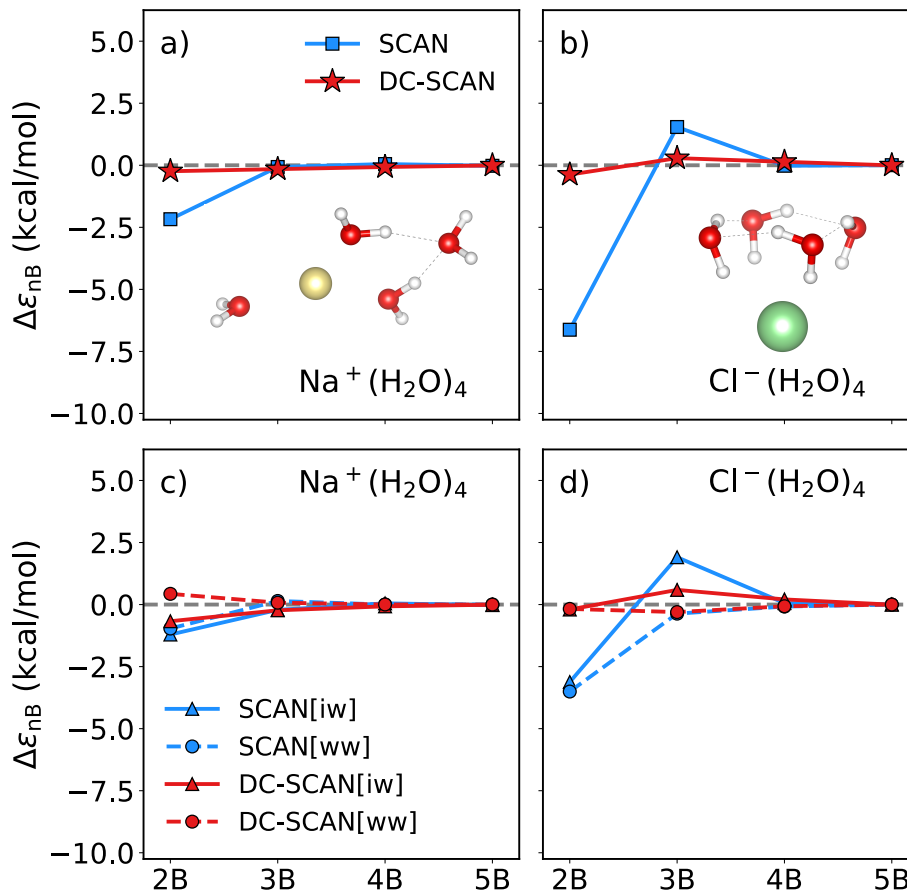 a)
SCAN
DC-SCAN
5.0
2.5
0.0
−2.5
−5.0
−7.5
−10.0
Δε_nB (kcal/mol)
Na⁺(H₂O)₄
b)
Cl⁻(H₂O)₄
c)
Na⁺(H₂O)₄
5.0
2.5
0.0
−2.5
−5.0
−7.5
−10.0
Δε_nB (kcal/mol)
SCAN[iw]
SCAN[ww]
DC-SCAN[iw]
DC-SCAN[ww]
2B 3B 4B 5B
d)
Cl⁻(H₂O)₄
2B 3B 4B 5B